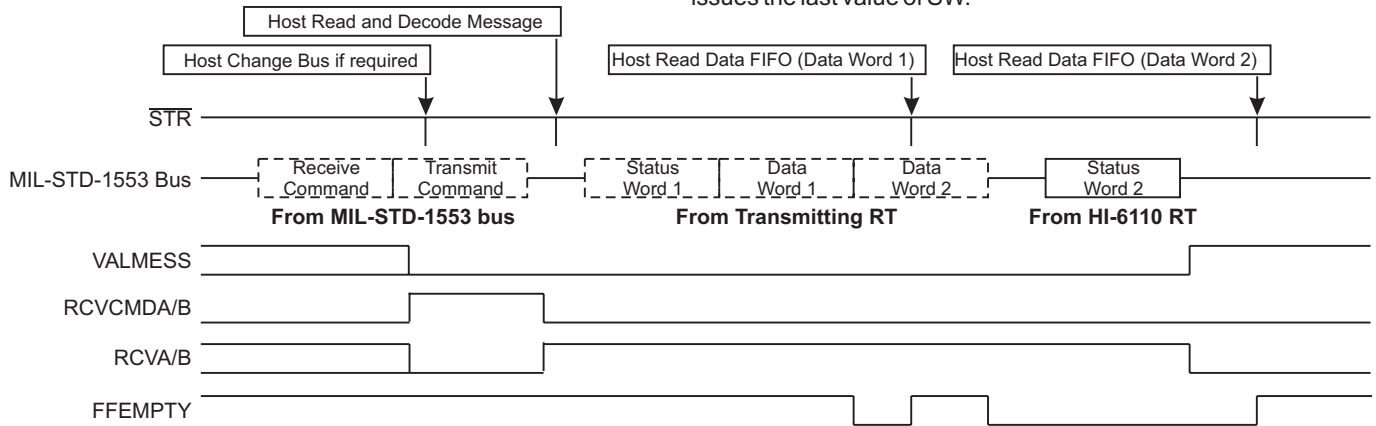 issues the last value of SW.
Host Read and Decode Message
Host Change Bus if required
Host Read Data FIFO (Data Word 1)
Host Read Data FIFO (Data Word 2)
STR
MIL-STD-1553 Bus
Receive
Command
Transmit
Command
Status
Word 1
Data
Word 1
Data
Word 2
Status
Word 2
From MIL-STD-1553 bus
From Transmitting RT
From HI-6110 RT
VALMESS
RCVCMDA/B
RCVA/B
FFEMPTY